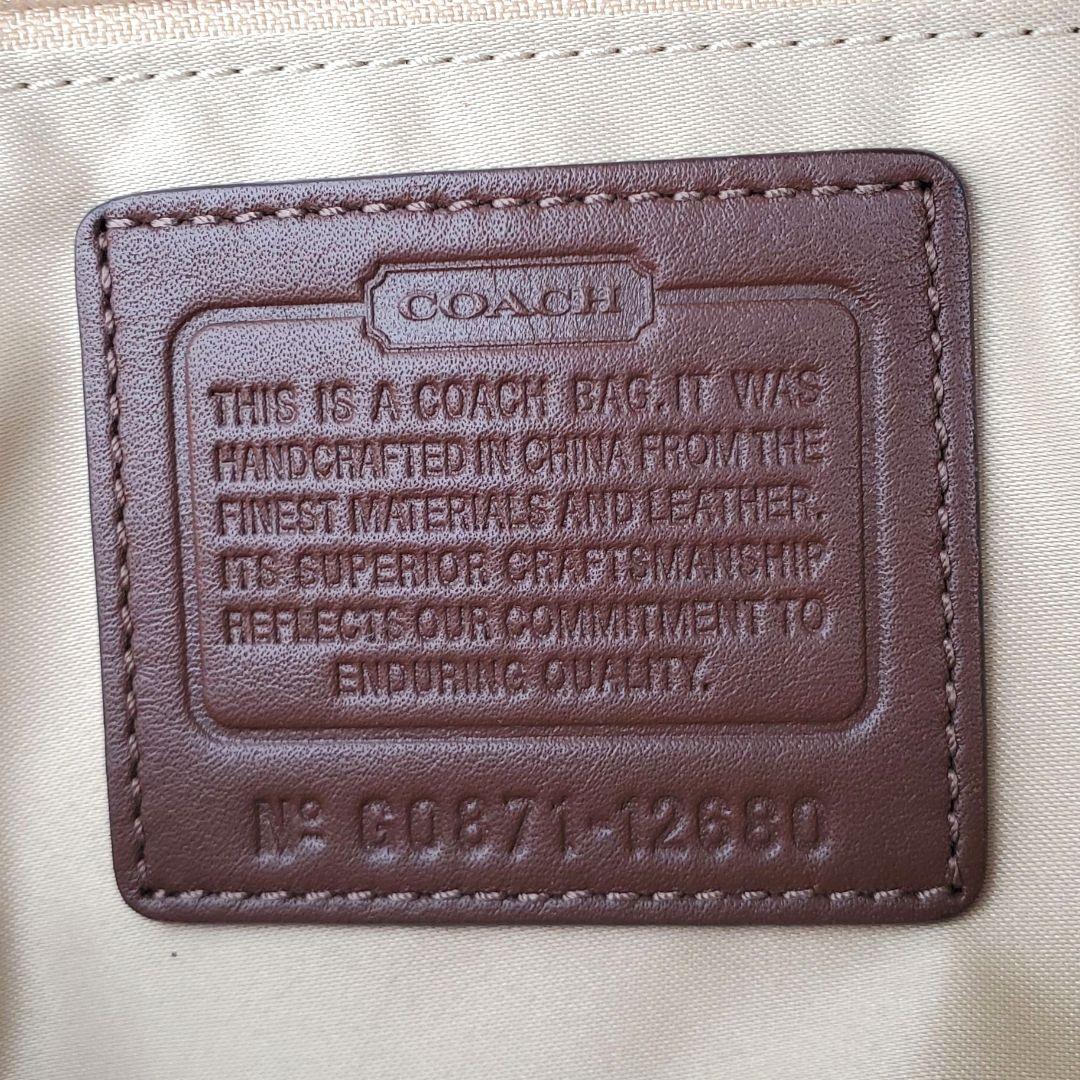 COACH
THIS IS A COACH BAG. IT WAS
HANDCRAFTED IN CHINA FROM THE
FINEST MATERIALS AND LEATHER.
ITS SUPERIOR CRAFTSMANSHIP
REFLECTS OUR COMMITMENT TO
ENDURING QUALITY.
Nº G0871-12680